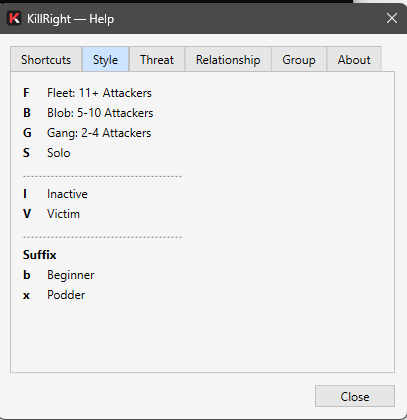 KillRight — Help
Shortcuts Style Threat Relationship Group About
F Fleet: 11+ Attackers
B Blob: 5-10 Attackers
G Gang: 2-4 Attackers
S Solo
----------------------------------------
I Inactive
V Victim
----------------------------------------
Suffix
b Beginner
x Podder
Close